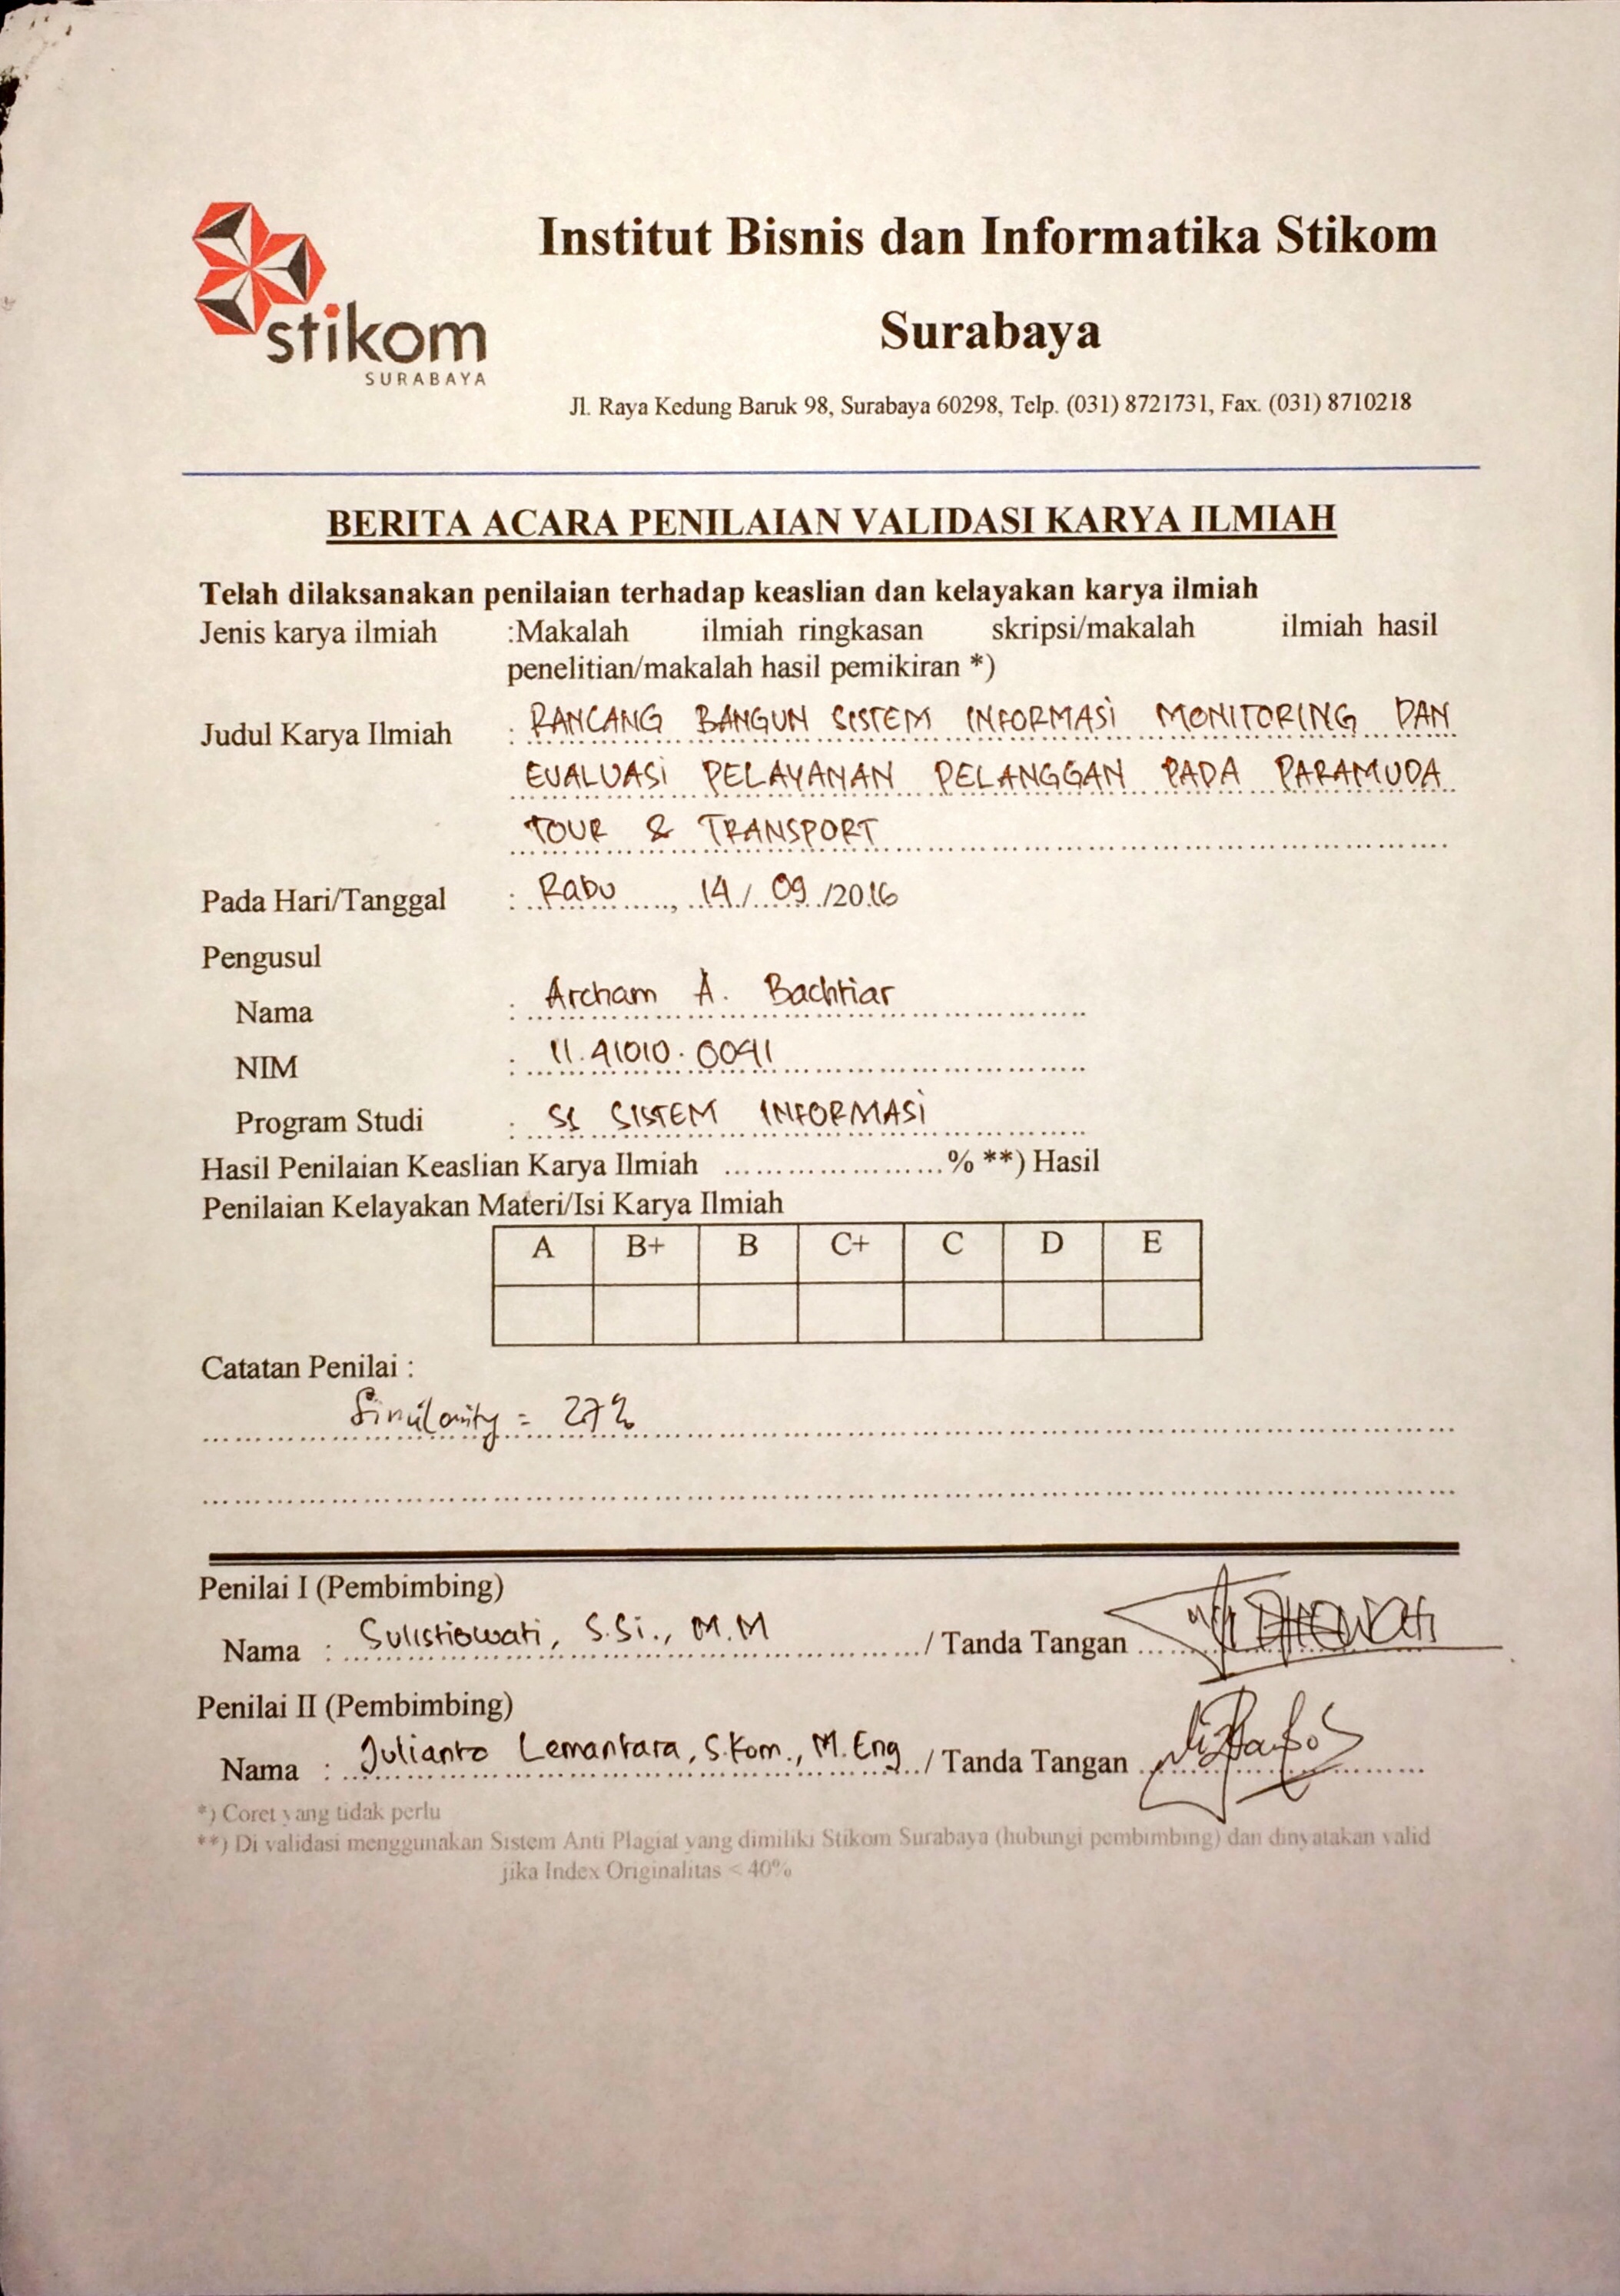 stikom
SURABAYA
Institut Bisnis dan Informatika Stikom
Surabaya
Jl. Raya Kedung Baruk 98, Surabaya 60298, Telp. (031) 8721731, Fax. (031) 8710218
BERITA ACARA PENILAIAN VALIDASI KARYA ILMIAH
Telah dilaksanakan penilaian terhadap keaslian dan kelayakan karya ilmiah
Jenis karya ilmiah :Makalah ilmiah ringkasan skripsi/makalah ilmiah hasil
penelitian/makalah hasil pemikiran *)
Judul Karya Ilmiah : RANCANG BANGUN SISTEM INFORMASI MONITORING DAN
EVALUASI PELAYANAN PELANGGAN PADA PARAMUDA
TOUR & TRANSPORT
Pada Hari/Tanggal : Rabu, 14 / 09 /2016
Pengusul
Nama : Archam A. Bachtiar
NIM : 11.41010.0041
Program Studi : S1 SISTEM INFORMASI
Hasil Penilaian Keaslian Karya Ilmiah ........................% **) Hasil
Penilaian Kelayakan Materi/Isi Karya Ilmiah
A B+ B C+ C D E
Catatan Penilai :
Similarity = 27%
Penilai I (Pembimbing)
Nama : Sulistiowati, S.Si., M.M / Tanda Tangan
Penilai II (Pembimbing)
Nama : Julianto Lemantara, S.Kom., M.Eng / Tanda Tangan
*) Coret yang tidak perlu
**) Di validasi menggunakan Sistem Anti Plagiat yang dimiliki Stikom Surabaya (hubungi pembimbing) dan dinyatakan valid
jika Index Originalitas < 40%